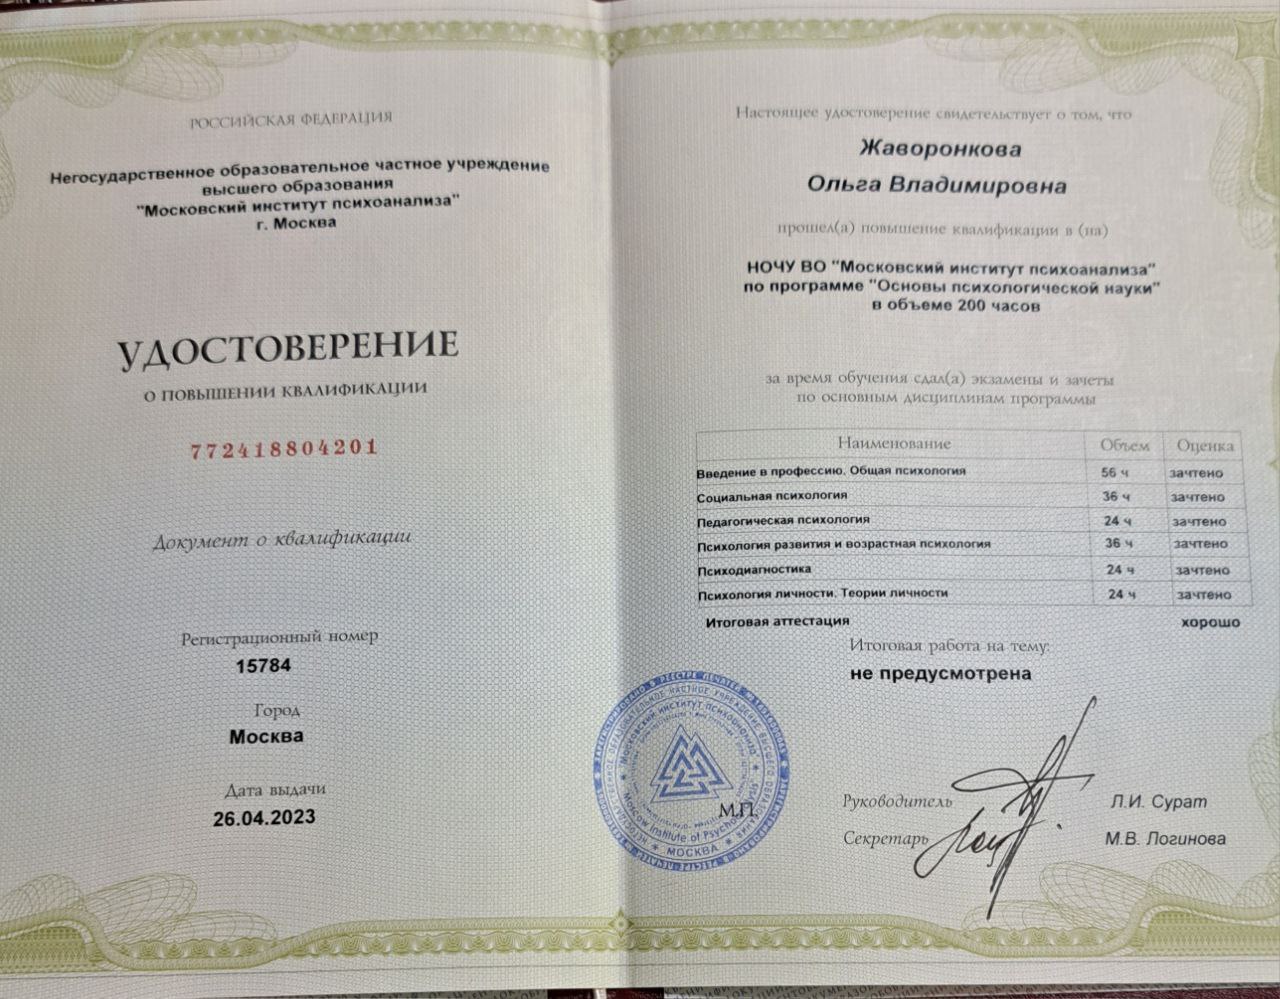 РОССИЙСКАЯ ФЕДЕРАЦИЯ
Негосударственное образовательное частное учреждение
высшего образования
"Московский институт психоанализа"
г. Москва
УДОСТОВЕРЕНИЕ
О ПОВЫШЕНИИ КВАЛИФИКАЦИИ
772418804201
Документ о квалификации
Регистрационный номер
15784
Город
Москва
Дата выдачи
26.04.2023
Настоящее удостоверение свидетельствует о том, что
Жаворонкова
Ольга Владимировна
прошел(а) повышение квалификации в (на)
НОЧУ ВО "Московский институт психоанализа"
по программе "Основы психологической науки"
в объеме 200 часов
за время обучения сдал(а) экзамены и зачеты
по основным дисциплинам программы
Наименование Объем Оценка
Введение в профессию. Общая психология 56 ч зачтено
Социальная психология 36 ч зачтено
Педагогическая психология 24 ч зачтено
Психология развития и возрастная психология 36 ч зачтено
Психодиагностика 24 ч зачтено
Психология личности. Теории личности 24 ч зачтено
Итоговая аттестация хорошо
Итоговая работа на тему:
не предусмотрена
"Московский институт психоанализа"
Moscow Institute of Psychoanalysis
МОСКВА
М.П.
Руководитель Л.И. Сурат
Секретарь М.В. Логинова